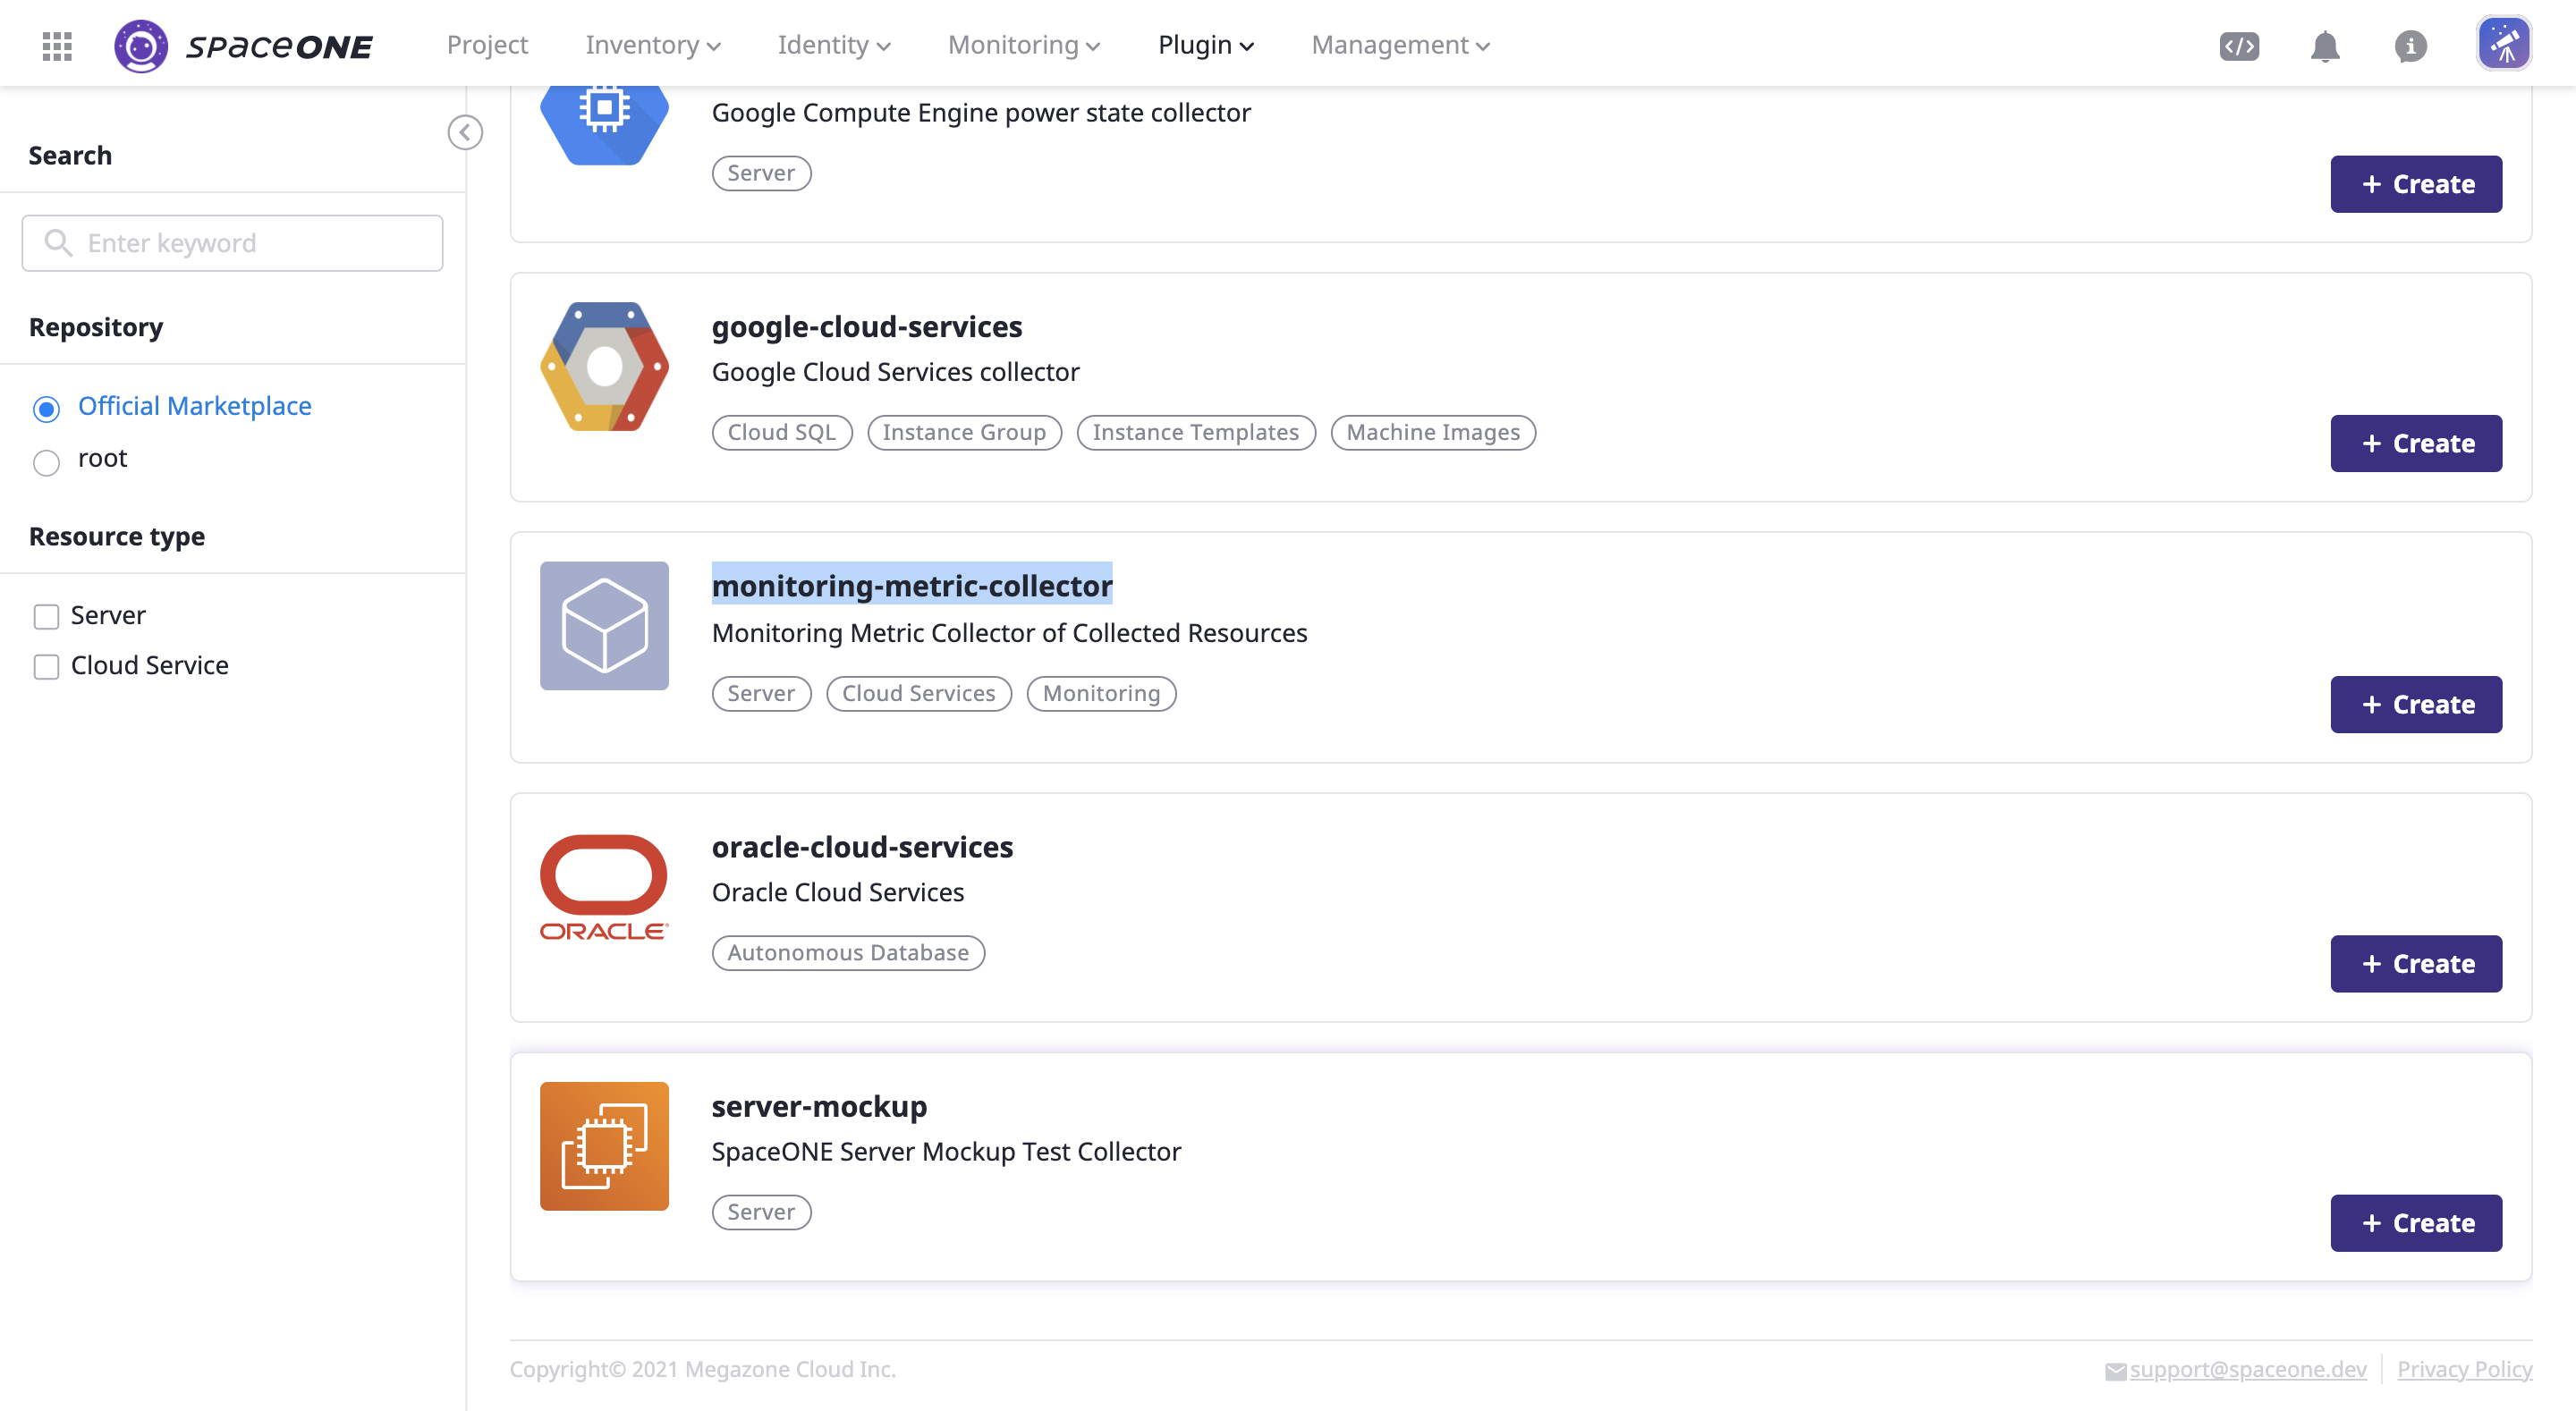 spaceONE Project Inventory Identity Monitoring Plugin Management
Search
Enter keyword
Repository
Official Marketplace
root
Resource type
Server
Cloud Service
Google Compute Engine power state collector
Server
+ Create
google-cloud-services
Google Cloud Services collector
Cloud SQL Instance Group Instance Templates Machine Images
+ Create
monitoring-metric-collector
Monitoring Metric Collector of Collected Resources
Server Cloud Services Monitoring
+ Create
oracle-cloud-services
Oracle Cloud Services
ORACLE
Autonomous Database
+ Create
server-mockup
SpaceONE Server Mockup Test Collector
Server
+ Create
Copyright© 2021 Megazone Cloud Inc. support@spaceone.dev Privacy Policy